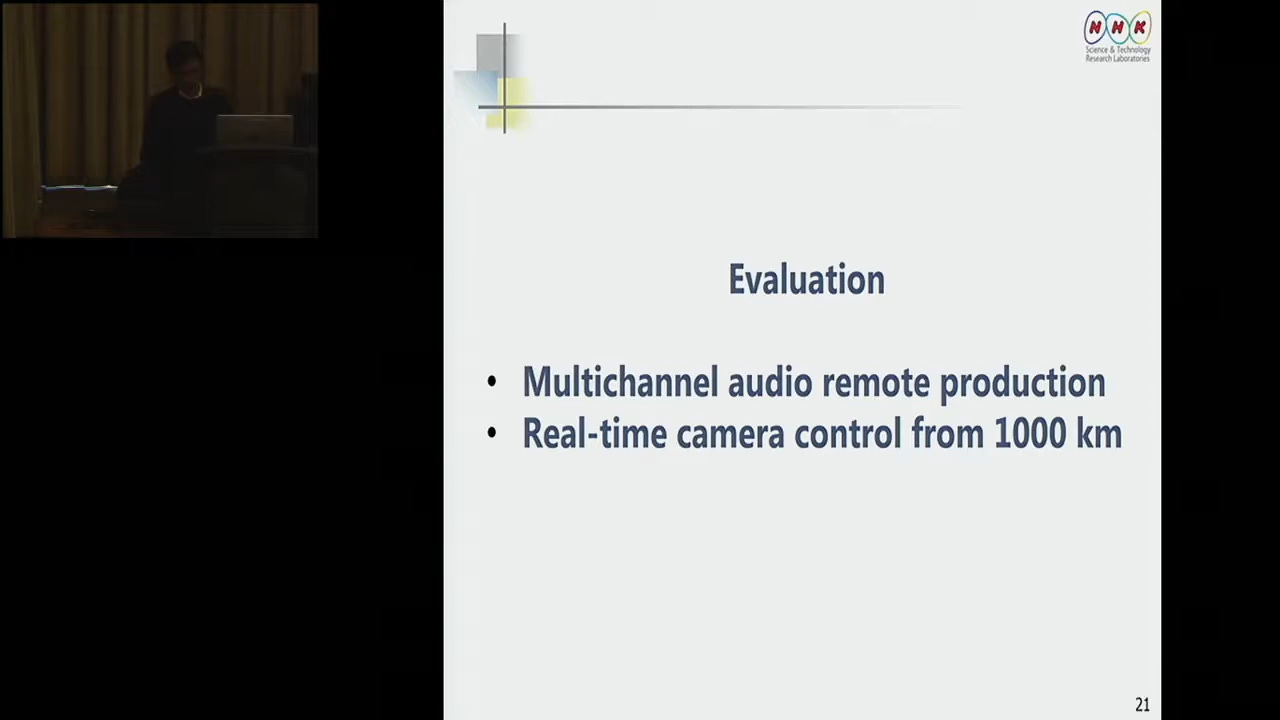 NHK
Science & Technology
Research Laboratories
Evaluation
• Multichannel audio remote production
• Real-time camera control from 1000 km
21